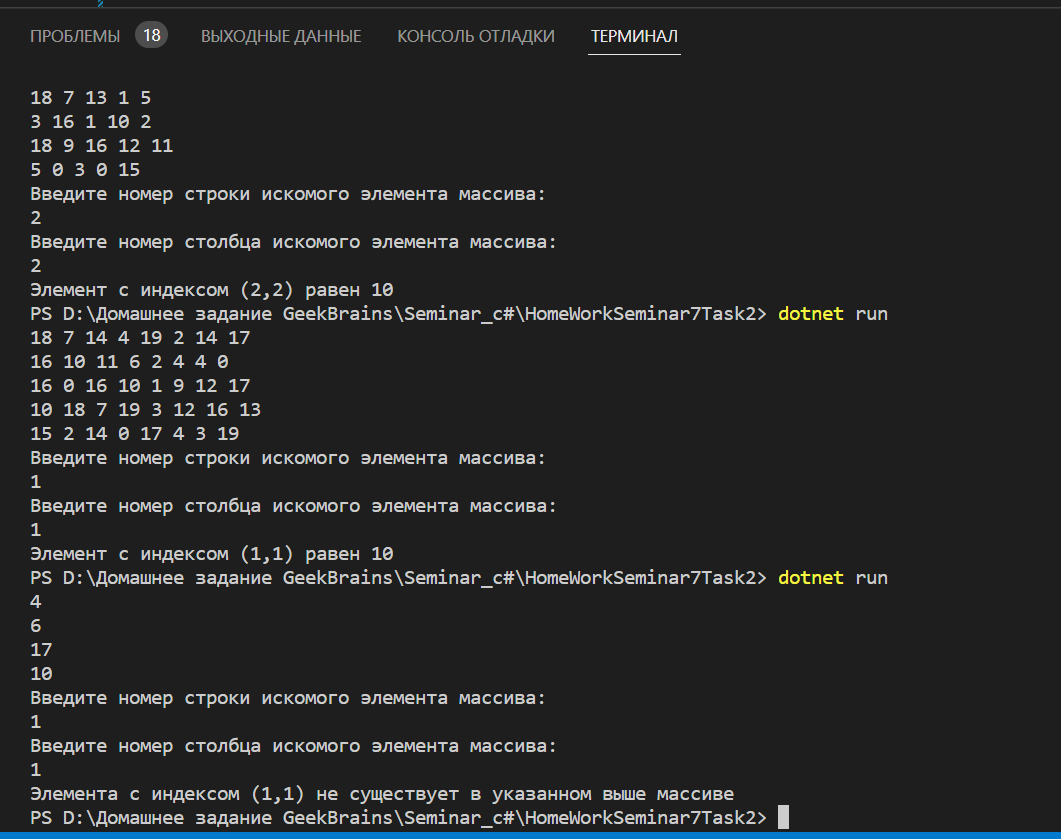 ПРОБЛЕМЫ 18 ВЫХОДНЫЕ ДАННЫЕ КОНСОЛЬ ОТЛАДКИ ТЕРМИНАЛ
18 7 13 1 5
3 16 1 10 2
18 9 16 12 11
5 0 3 0 15
Введите номер строки искомого элемента массива:
2
Введите номер столбца искомого элемента массива:
2
Элемент с индексом (2,2) равен 10
PS D:\Домашнее задание GeekBrains\Seminar_c#\HomeWorkSeminar7Task2> dotnet run
18 7 14 4 19 2 14 17
16 10 11 6 2 4 4 0
16 0 16 10 1 9 12 17
10 18 7 19 3 12 16 13
15 2 14 0 17 4 3 19
Введите номер строки искомого элемента массива:
1
Введите номер столбца искомого элемента массива:
1
Элемент с индексом (1,1) равен 10
PS D:\Домашнее задание GeekBrains\Seminar_c#\HomeWorkSeminar7Task2> dotnet run
4
6
17
10
Введите номер строки искомого элемента массива:
1
Введите номер столбца искомого элемента массива:
1
Элемента с индексом (1,1) не существует в указанном выше массиве
PS D:\Домашнее задание GeekBrains\Seminar_c#\HomeWorkSeminar7Task2>